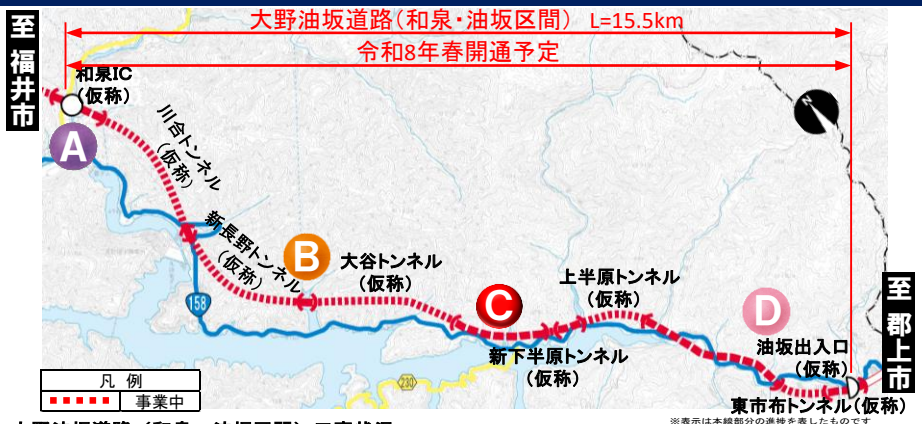 大野油坂道路(和泉・油坂区間) L=15.5km
令和8年春開通予定
至 福井市
和泉IC
(仮称)
A
川合トンネル
(仮称)
新長野トンネル
(仮称)
B
大谷トンネル
(仮称)
158
C
上半原トンネル
(仮称)
新下半原トンネル
(仮称)
D
油坂出入口
(仮称)
至 郡上市
東市布トンネル(仮称)
230
N
凡 例
事業中
※表示は本線部分の進捗を表したものです